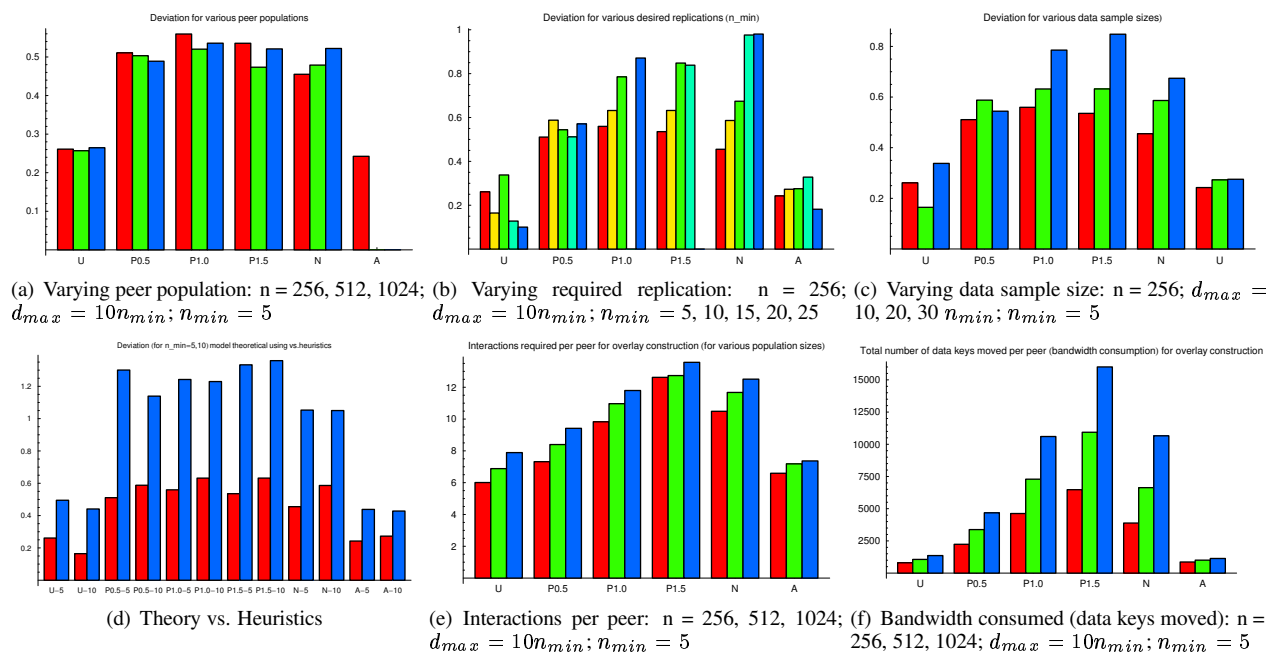 Deviation for various peer populations
0.5
0.4
0.3
0.2
0.1
U P0.5 P1.0 P1.5 N A
(a) Varying peer population: n = 256, 512, 1024;
d_max = 10n_min; n_min = 5
Deviation for various desired replications (n_min)
1
0.8
0.6
0.4
0.2
U P0.5 P1.0 P1.5 N A
(b) Varying required replication: n = 256;
d_max = 10n_min; n_min = 5, 10, 15, 20, 25
Deviation for various data sample sizes)
0.8
0.6
0.4
0.2
U P0.5 P1.0 P1.5 N U
(c) Varying data sample size: n = 256; d_max =
10, 20, 30 n_min; n_min = 5
Deviation (for n_min=5,10) model theoretical using vs.heuristics
1.2
1
0.8
0.6
0.4
0.2
U-5 U-10 P0.5-5 P0.5-10 P1.0-5 P1.0-10 P1.5-5 P1.5-10 N-5 N-10 A-5 A-10
(d) Theory vs. Heuristics
Interactions required per peer for overlay construction (for various population sizes)
12
10
8
6
4
2
U P0.5 P1.0 P1.5 N A
(e) Interactions per peer: n = 256, 512, 1024;
d_max = 10n_min; n_min = 5
Total number of data keys moved per peer (bandwidth consumption) for overlay construction
15000
12500
10000
7500
5000
2500
U P0.5 P1.0 P1.5 N A
(f) Bandwidth consumed (data keys moved): n =
256, 512, 1024; d_max = 10n_min; n_min = 5